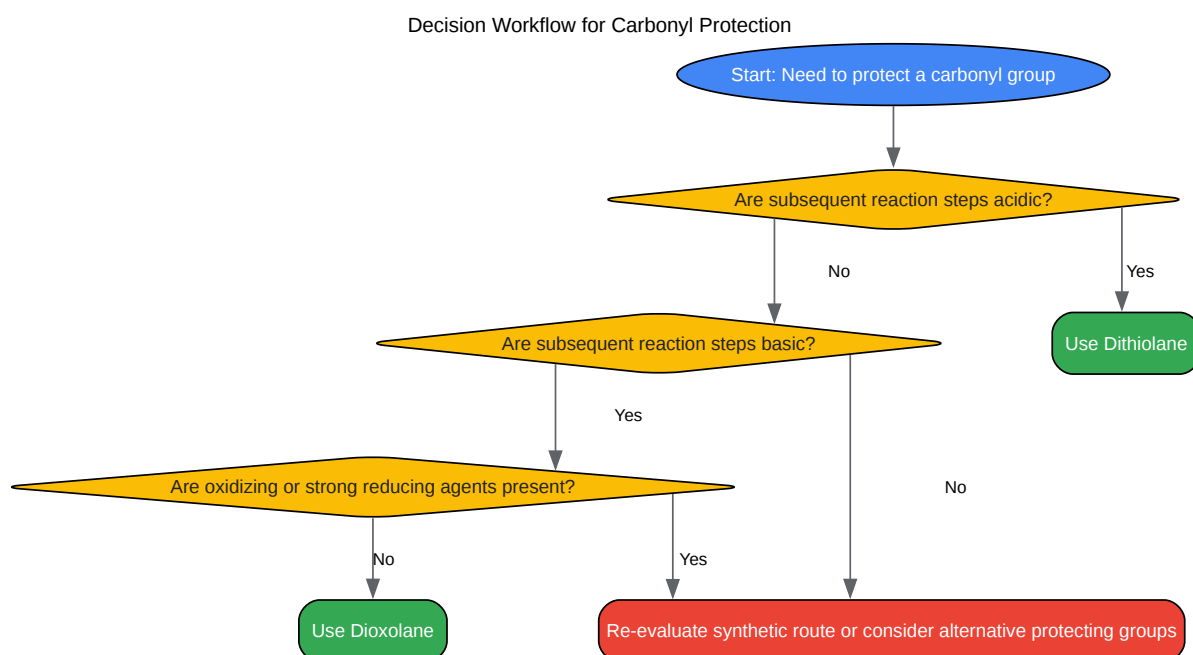 Decision Workflow for Carbonyl Protection
Start: Need to protect a carbonyl group
Are subsequent reaction steps acidic?
No
Yes
Are subsequent reaction steps basic?
Use Dithiolane
Yes
Are oxidizing or strong reducing agents present?
No
No
Yes
Use Dioxolane
Re-evaluate synthetic route or consider alternative protecting groups